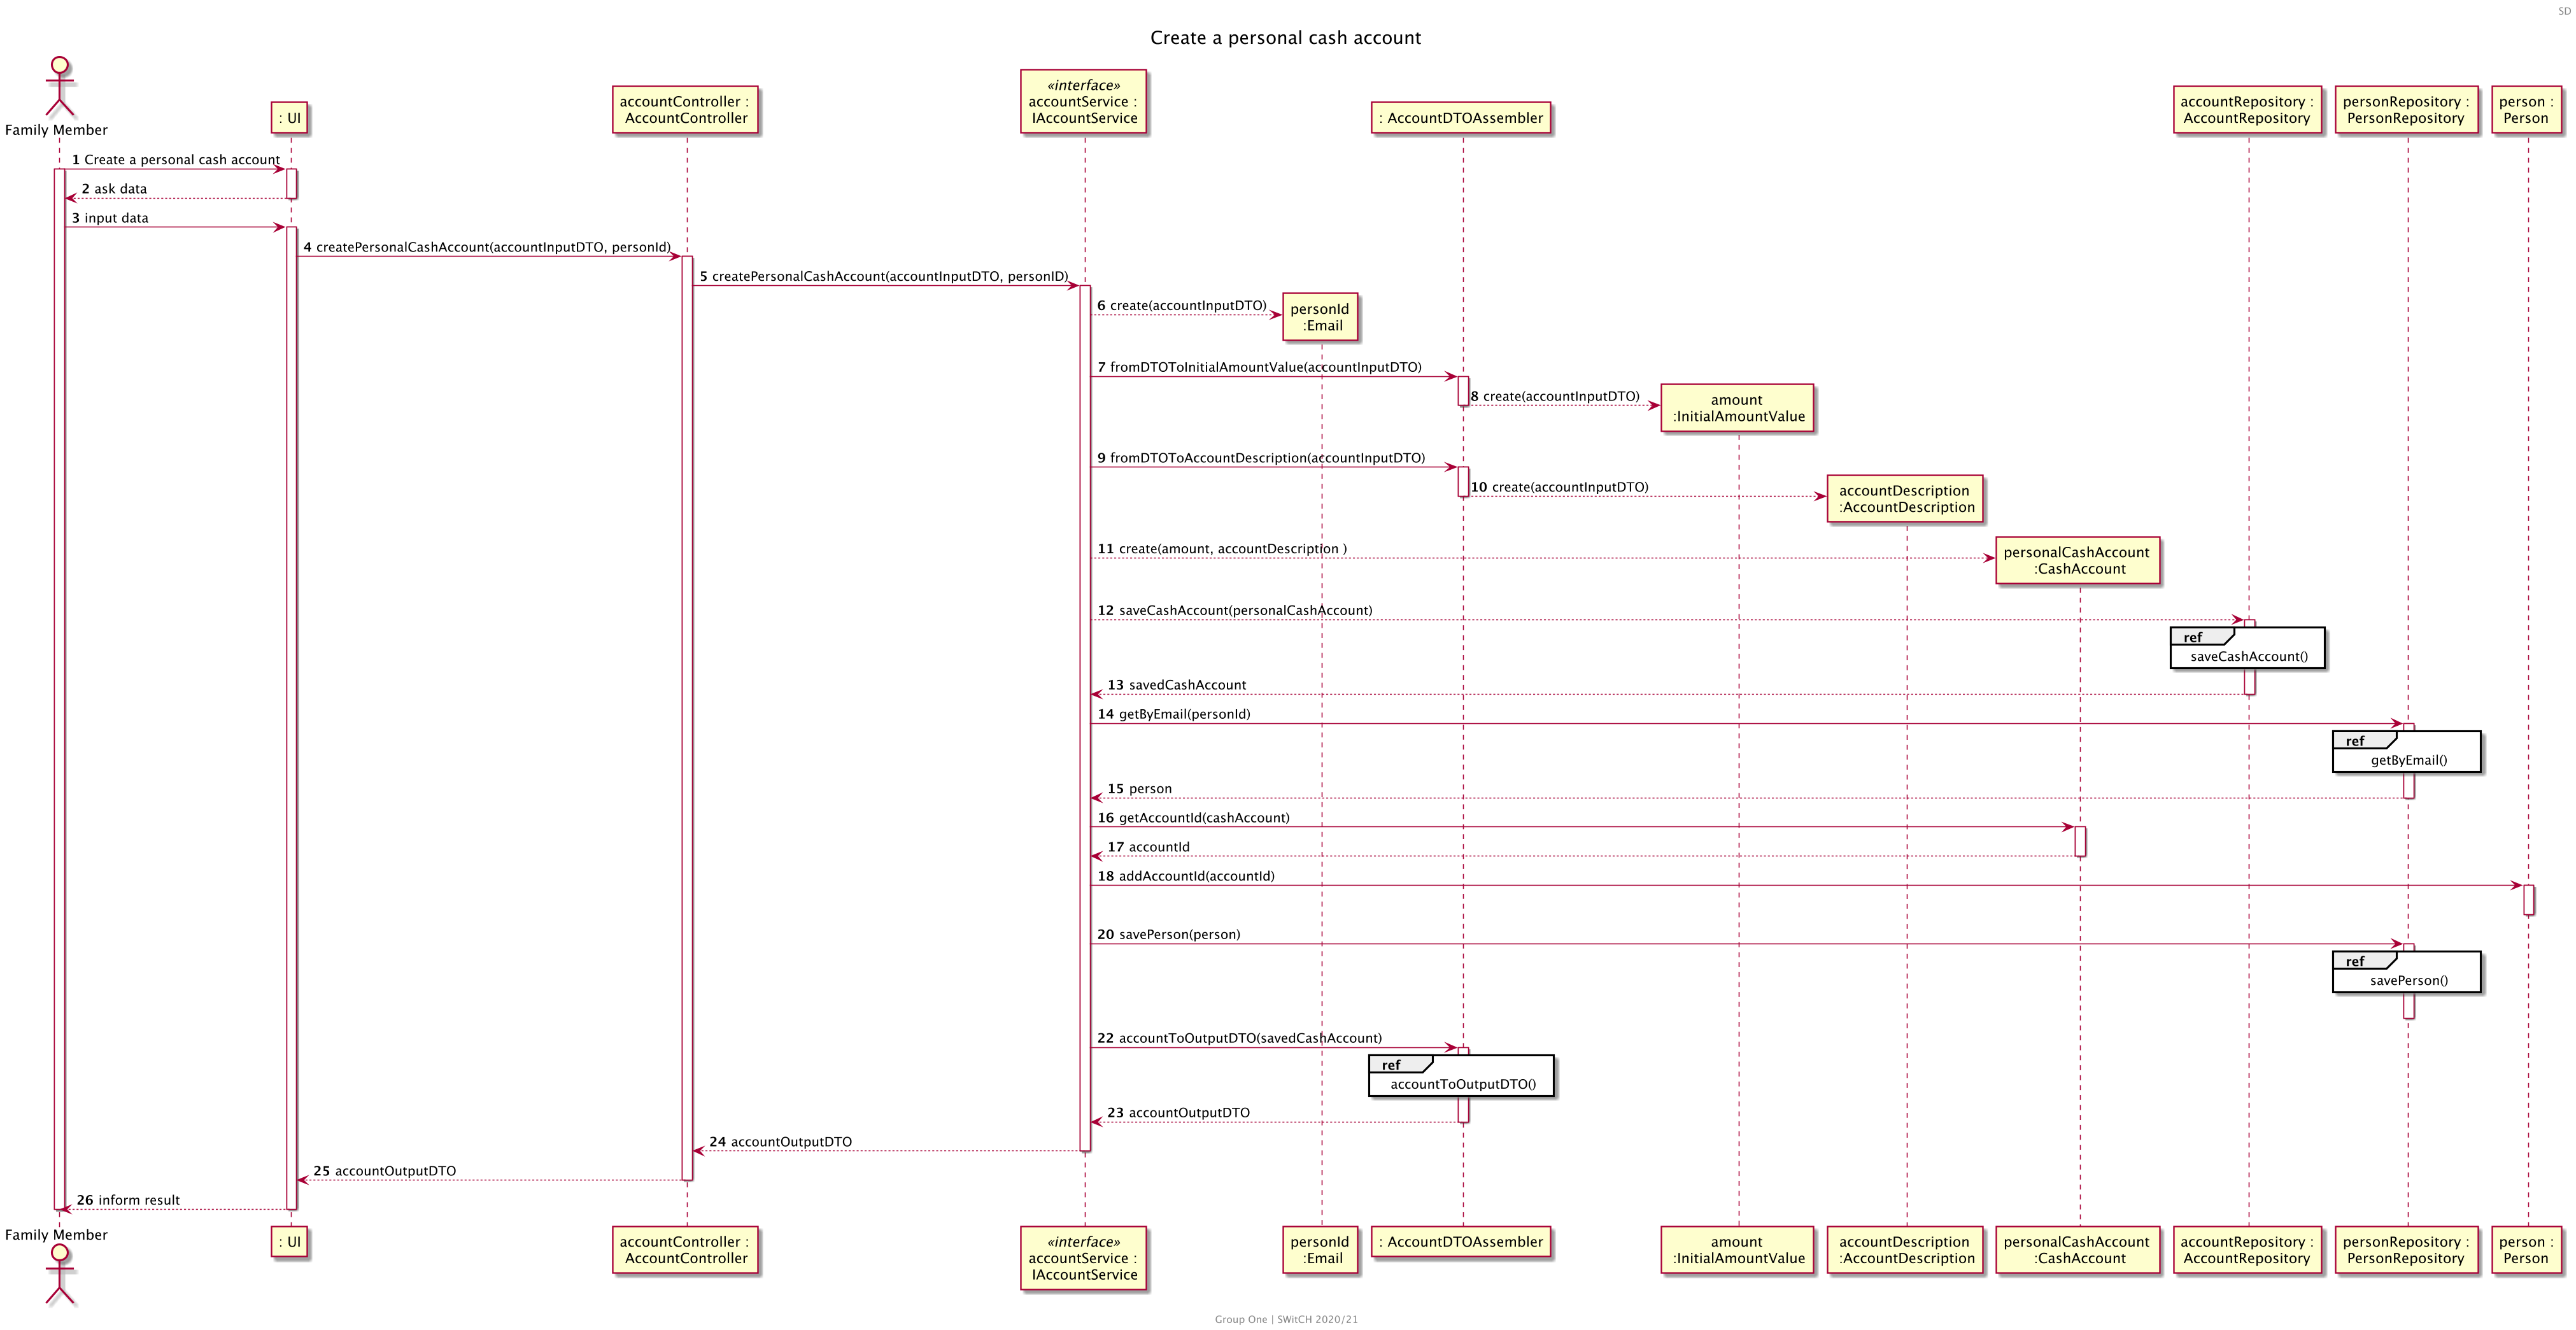 SD
Create a personal cash account
Family Member
: UI
accountController :
AccountController
«interface»
accountService :
IAccountService
: AccountDTOAssembler
accountRepository :
AccountRepository
personRepository :
PersonRepository
person :
Person
1 Create a personal cash account
2 ask data
3 input data
4 createPersonalCashAccount(accountInputDTO, personId)
5 createPersonalCashAccount(accountInputDTO, personID)
6 create(accountInputDTO)
personId
:Email
7 fromDTOToInitialAmountValue(accountInputDTO)
8 create(accountInputDTO)
amount
:InitialAmountValue
9 fromDTOToAccountDescription(accountInputDTO)
10 create(accountInputDTO)
accountDescription
:AccountDescription
11 create(amount, accountDescription )
personalCashAccount
:CashAccount
12 saveCashAccount(personalCashAccount)
ref
saveCashAccount()
13 savedCashAccount
14 getByEmail(personId)
ref
getByEmail()
15 person
16 getAccountId(cashAccount)
17 accountId
18 addAccountId(accountId)
20 savePerson(person)
ref
savePerson()
22 accountToOutputDTO(savedCashAccount)
ref
accountToOutputDTO()
23 accountOutputDTO
24 accountOutputDTO
25 accountOutputDTO
26 inform result
Family Member
: UI
accountController :
AccountController
«interface»
accountService :
IAccountService
personId
:Email
: AccountDTOAssembler
amount
:InitialAmountValue
accountDescription
:AccountDescription
personalCashAccount
:CashAccount
accountRepository :
AccountRepository
personRepository :
PersonRepository
person :
Person
Group One | SWitCH 2020/21